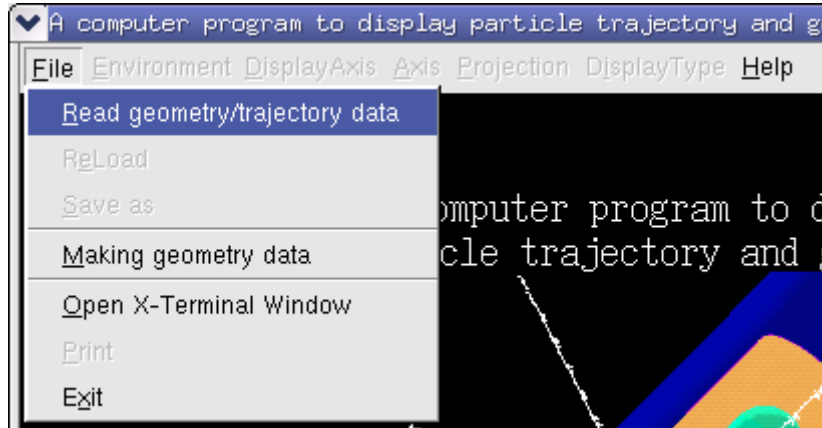 A computer program to display particle trajectory and g
File Environment DisplayAxis Axis Projection DisplayType Help
Read geometry/trajectory data
ReLoad
Save as
omputer program to d
Making geometry data
cle trajectory and g
Open X-Terminal Window
Print
Exit